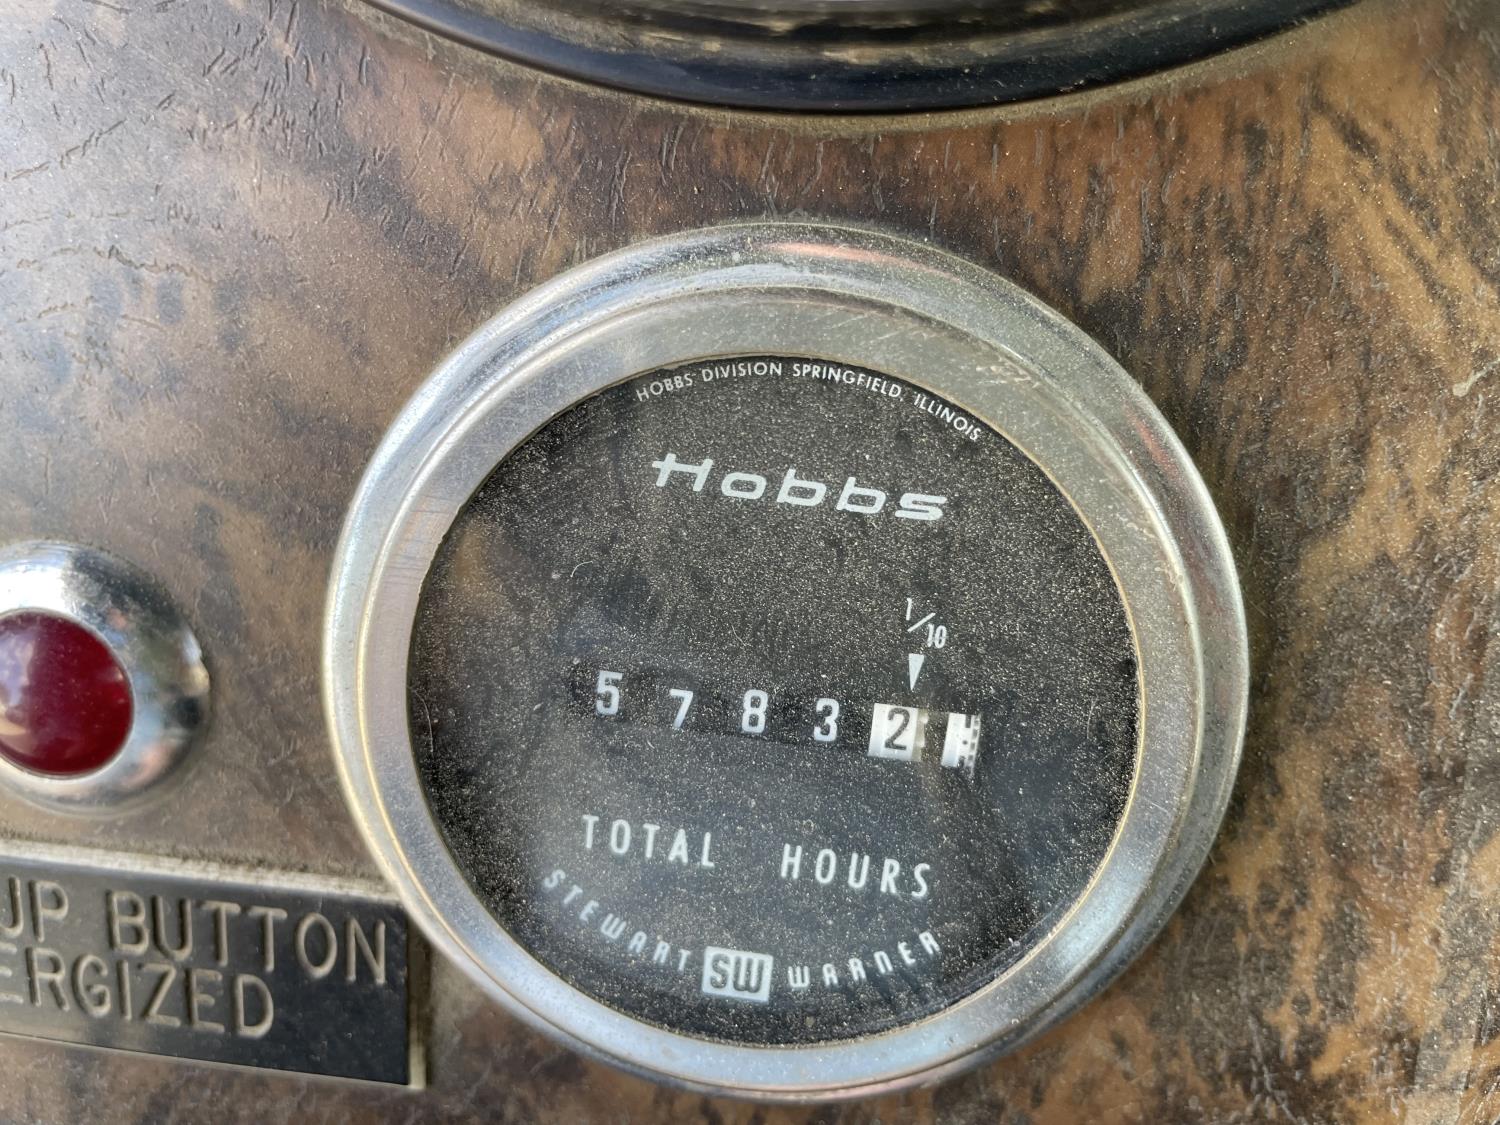 HOBBS DIVISION SPRINGFIELD, ILLINOIS
Hobbs
1/10
5 7 8 3 2
TOTAL HOURS
STEWART SW WARNER
UP BUTTON
ERGIZED